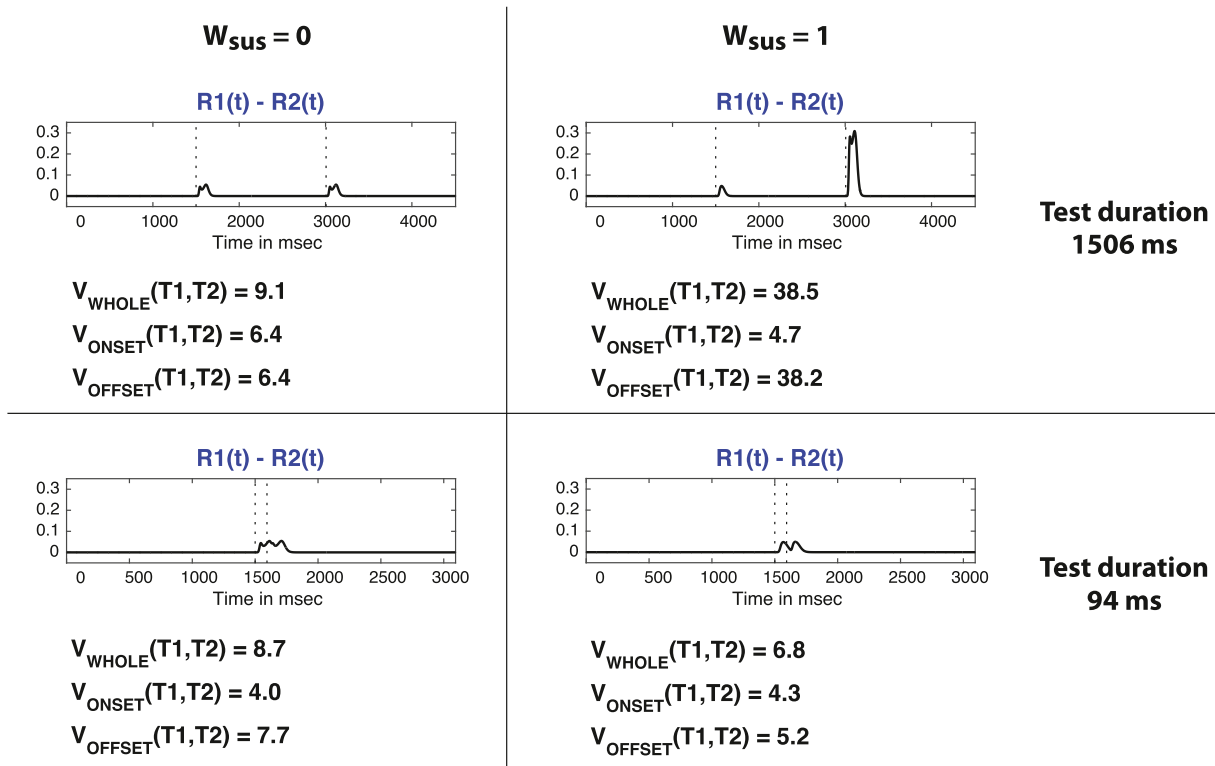 W_sus = 0
W_sus = 1
R1(t) - R2(t)
0.3
0.2
0.1
0
0 1000 2000 3000 4000
Time in msec
V_WHOLE(T1,T2) = 9.1
V_ONSET(T1,T2) = 6.4
V_OFFSET(T1,T2) = 6.4
R1(t) - R2(t)
0.3
0.2
0.1
0
0 1000 2000 3000 4000
Time in msec
V_WHOLE(T1,T2) = 38.5
V_ONSET(T1,T2) = 4.7
V_OFFSET(T1,T2) = 38.2
Test duration
1506 ms
R1(t) - R2(t)
0.3
0.2
0.1
0
0 500 1000 1500 2000 2500 3000
Time in msec
V_WHOLE(T1,T2) = 8.7
V_ONSET(T1,T2) = 4.0
V_OFFSET(T1,T2) = 7.7
R1(t) - R2(t)
0.3
0.2
0.1
0
0 500 1000 1500 2000 2500 3000
Time in msec
V_WHOLE(T1,T2) = 6.8
V_ONSET(T1,T2) = 4.3
V_OFFSET(T1,T2) = 5.2
Test duration
94 ms